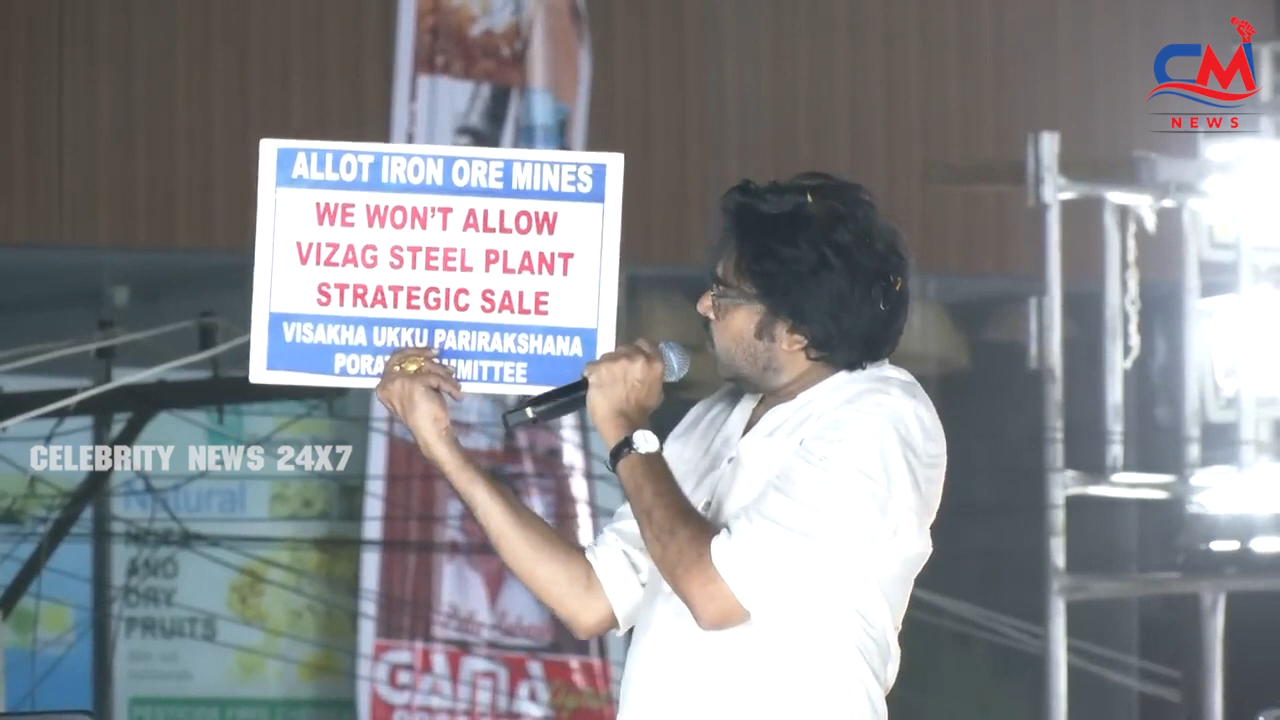 CM
NEWS
ALLOT IRON ORE MINES
WE WON'T ALLOW
VIZAG STEEL PLANT
STRATEGIC SALE
VISAKHA UKKU PARIRAKSHANA
CELEBRITY NEWS 24X7
Natural
AND
DRY
FRUITS
GAMA